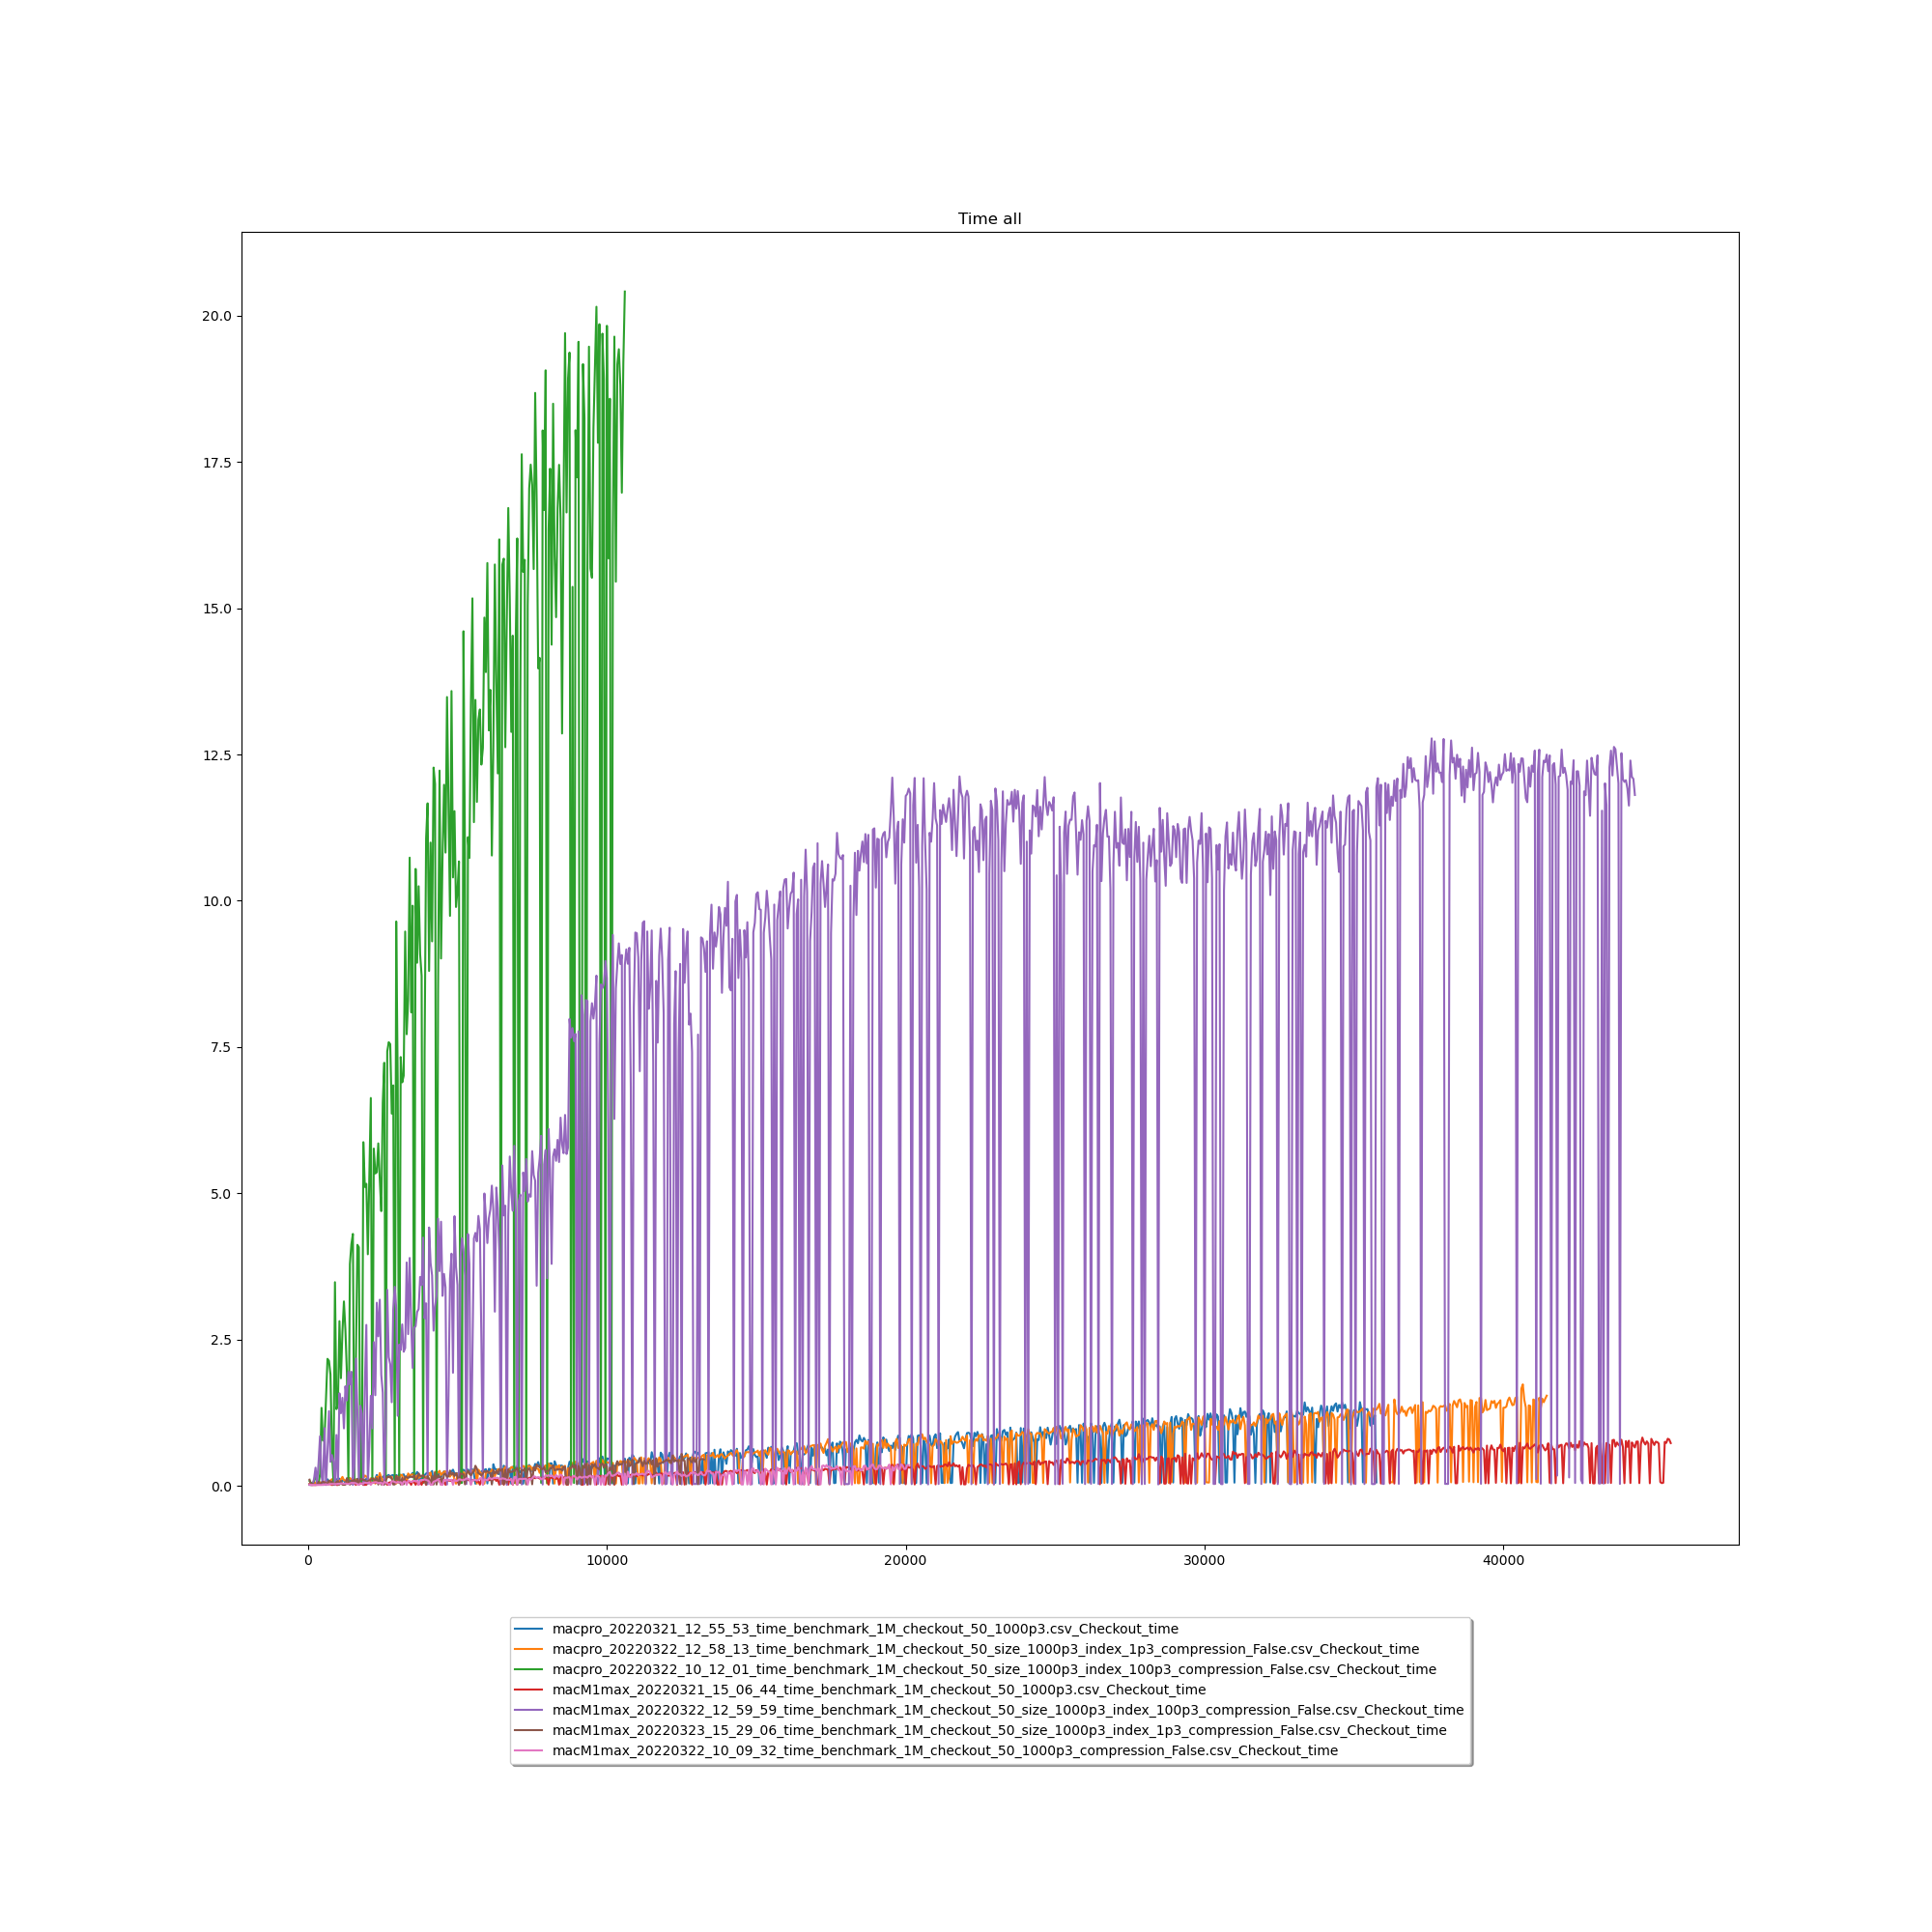 Time all
20.0
17.5
15.0
12.5
10.0
7.5
5.0
2.5
0.0
0 10000 20000 30000 40000
macpro_20220321_12_55_53_time_benchmark_1M_checkout_50_1000p3.csv_Checkout_time
macpro_20220322_12_58_13_time_benchmark_1M_checkout_50_size_1000p3_index_1p3_compression_False.csv_Checkout_time
macpro_20220322_10_12_01_time_benchmark_1M_checkout_50_size_1000p3_index_100p3_compression_False.csv_Checkout_time
macM1max_20220321_15_06_44_time_benchmark_1M_checkout_50_1000p3.csv_Checkout_time
macM1max_20220322_12_59_59_time_benchmark_1M_checkout_50_size_1000p3_index_100p3_compression_False.csv_Checkout_time
macM1max_20220323_15_29_06_time_benchmark_1M_checkout_50_size_1000p3_index_1p3_compression_False.csv_Checkout_time
macM1max_20220322_10_09_32_time_benchmark_1M_checkout_50_1000p3_compression_False.csv_Checkout_time